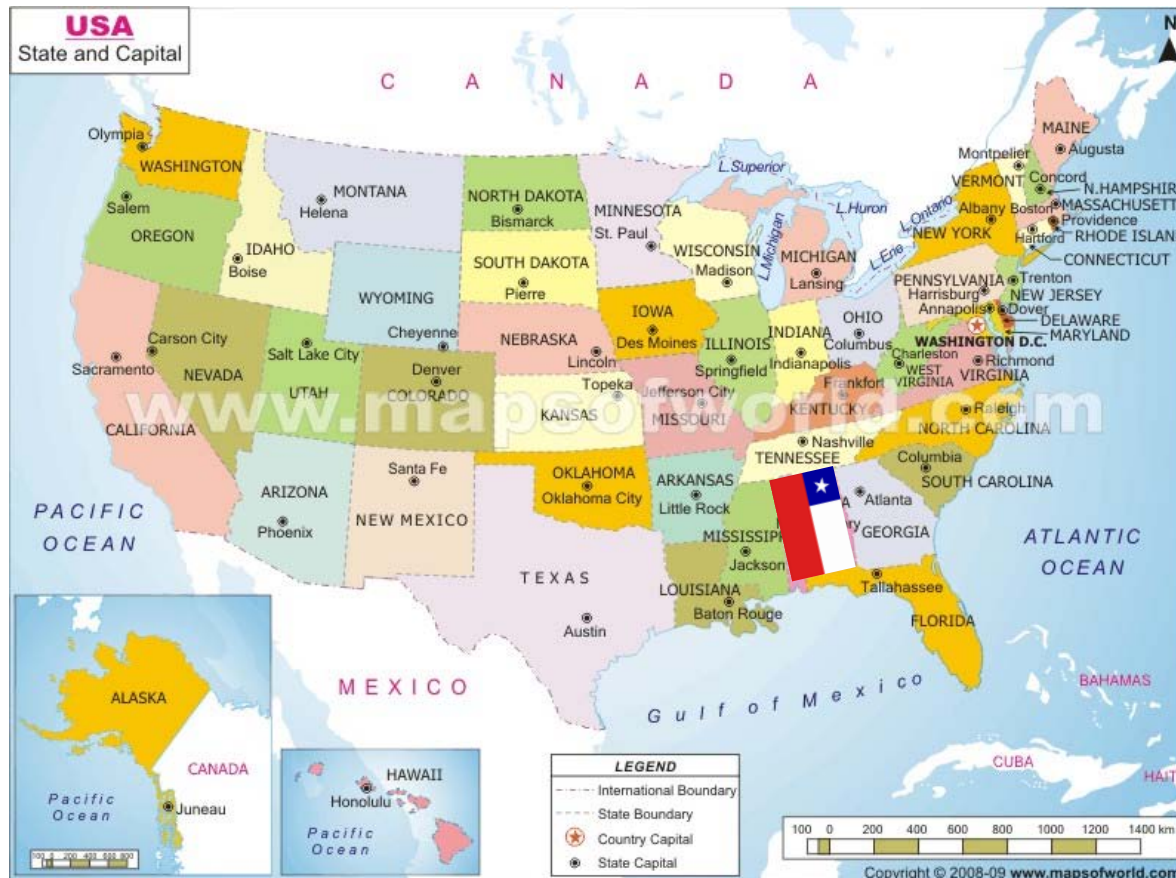 USA
State and Capital
N
C A N A D A
Olympia
WASHINGTON
Salem
OREGON
MONTANA
Helena
IDAHO
Boise
NORTH DAKOTA
Bismarck
MINNESOTA
St. Paul
L.Superior
L.Huron
L.Michigan
L.Ontario
L.Erie
MAINE
Augusta
Montpelier
VERMONT
Concord
N.HAMPSHIR
MASSACHUSETT
Albany
Boston
Providence
NEW YORK
RHODE ISLAN
Hartford
CONNECTICUT
WISCONSIN
Madison
MICHIGAN
Lansing
SOUTH DAKOTA
Pierre
WYOMING
Cheyenne
IOWA
Des Moines
NEBRASKA
Lincoln
PENNSYLVANIA
Harrisburg
Trenton
NEW JERSEY
Annapolis
Dover
DELAWARE
MARYLAND
WASHINGTON D.C.
OHIO
Columbus
INDIANA
Indianapolis
ILLINOIS
Springfield
Carson City
Sacramento
NEVADA
Salt Lake City
UTAH
Denver
COLORADO
Topeka
KANSAS
Jefferson City
MISSOURI
Frankfort
KENTUCKY
Charleston
WEST
VIRGINIA
Richmond
VIRGINIA
www.mapsofworld.com
CALIFORNIA
Raleigh
NORTH CAROLINA
Nashville
TENNESSEE
Columbia
SOUTH CAROLINA
ARIZONA
Phoenix
Santa Fe
NEW MEXICO
OKLAHOMA
Oklahoma City
ARKANSAS
Little Rock
Atlanta
GEORGIA
MISSISSIP
Jackson
TEXAS
Austin
LOUISIANA
Baton Rouge
Tallahassee
FLORIDA
PACIFIC
OCEAN
ATLANTIC
OCEAN
MEXICO
Gulf of Mexico
BAHAMAS
CUBA
HAIT
ALASKA
CANADA
Juneau
Pacific
Ocean
100 0 200 400 600 800
HAWAII
Honolulu
Pacific
Ocean
LEGEND
International Boundary
State Boundary
Country Capital
State Capital
100 0 200 400 600 800 1000 1200 1400 km
Copyright © 2008-09 www.mapsofworld.com